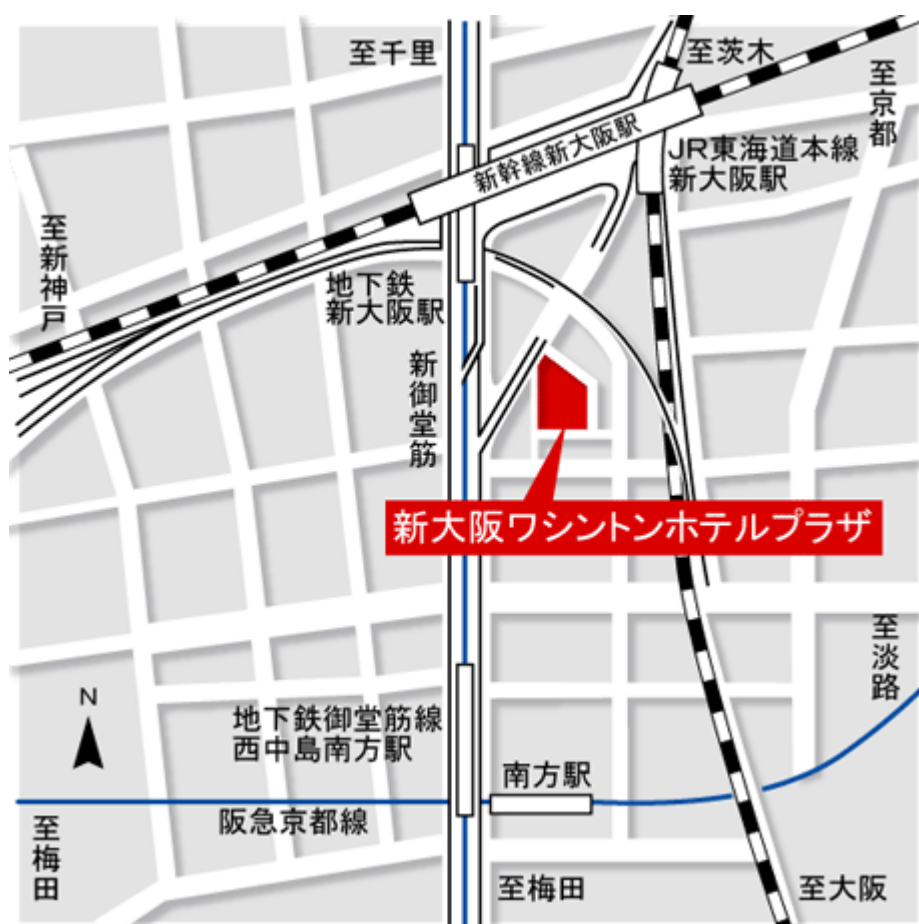 至千里
至茨木
至京都
新幹線新大阪駅
JR東海道本線
新大阪駅
至新神戸
地下鉄
新大阪駅
新御堂筋
新大阪ワシントンホテルプラザ
至淡路
N
地下鉄御堂筋線
西中島南方駅
南方駅
阪急京都線
至梅田
至梅田
至大阪